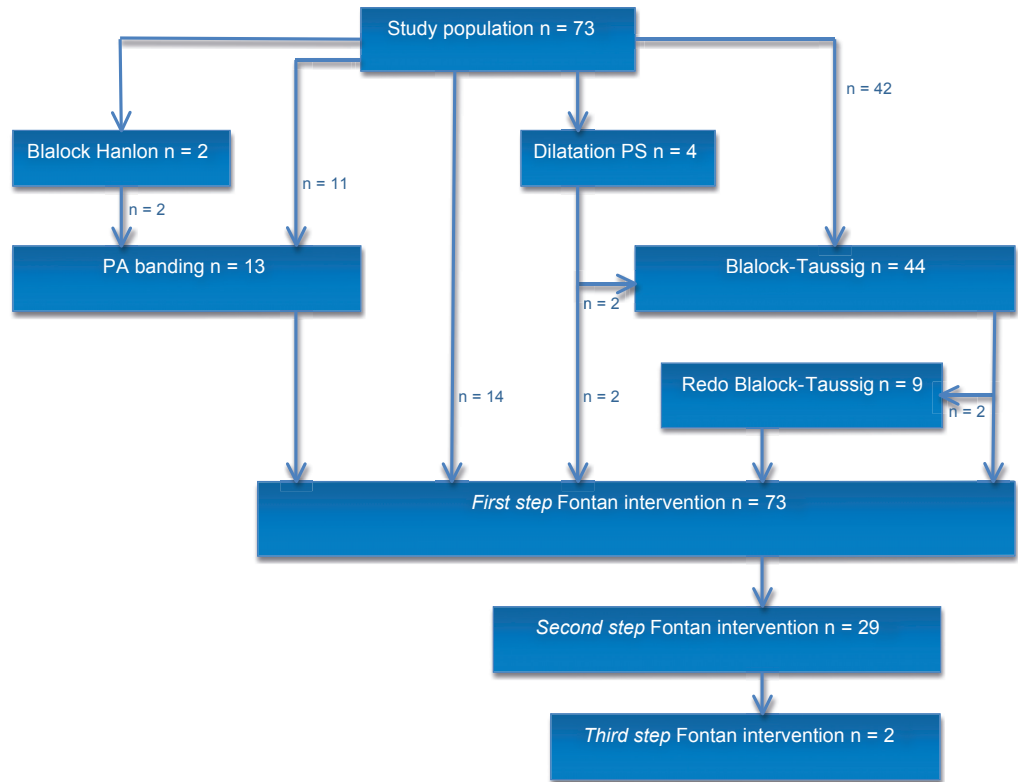 Study population n = 73
n = 42
Blalock Hanlon n = 2
Dilatation PS n = 4
n = 11
n = 2
PA banding n = 13
Blalock-Taussig n = 44
n = 2
Redo Blalock-Taussig n = 9
n = 14
n = 2
n = 2
First step Fontan intervention n = 73
Second step Fontan intervention n = 29
Third step Fontan intervention n = 2